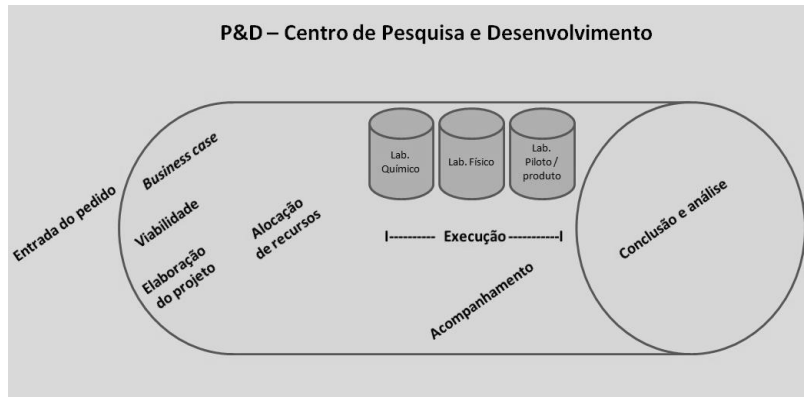 P&D – Centro de Pesquisa e Desenvolvimento
Entrada do pedido
Business case
Viabilidade
Elaboração
do projeto
Alocação
de recursos
Lab.
Químico
Lab. Físico
Lab.
Piloto /
produto
I---------- Execução -----------I
Acompanhamento
Conclusão e análise